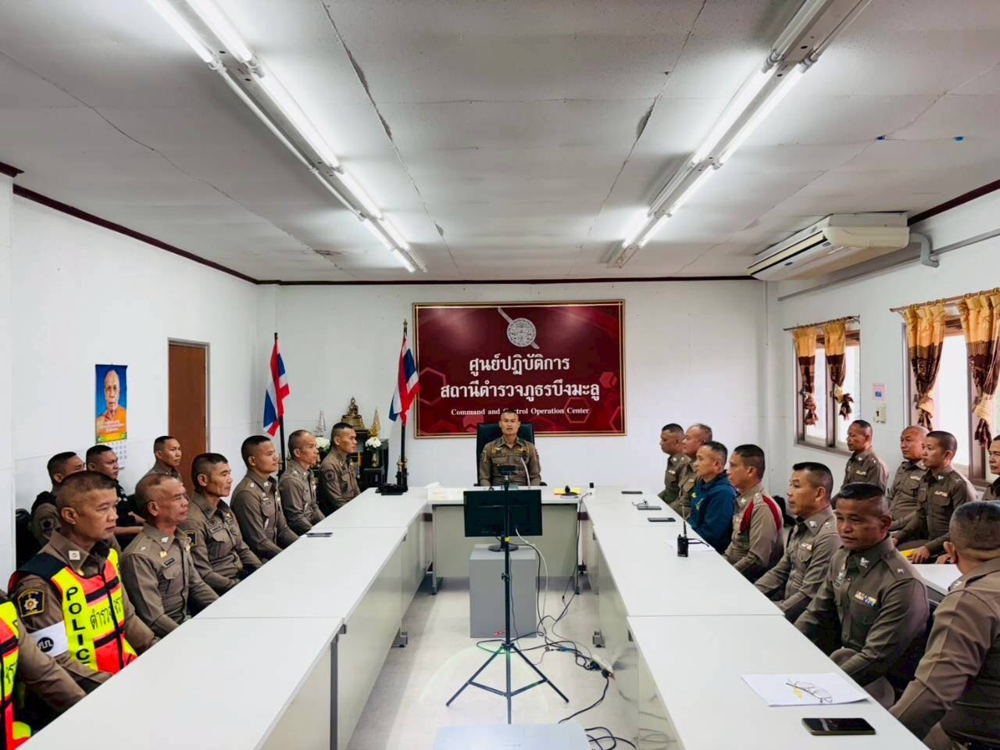 ศูนย์ปฏิบัติการ
สถานีตำรวจภูธรบึงมะลู
Command and Control Operation Center
POLICE
ตำรวจ